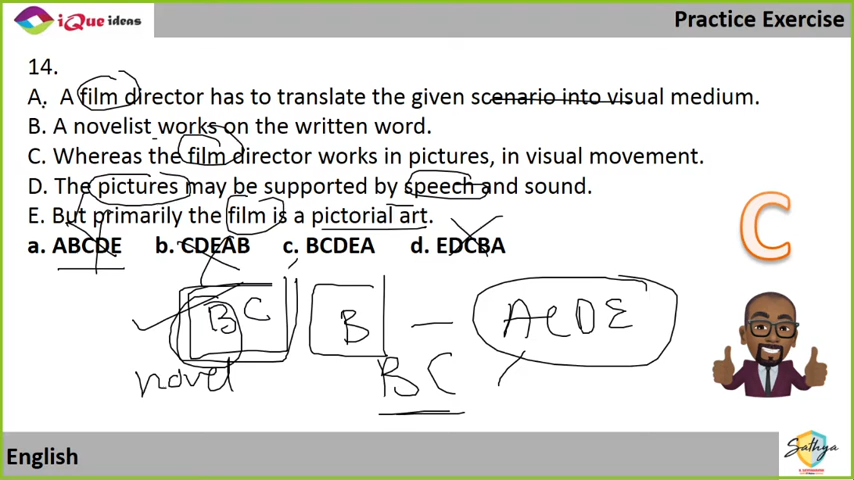 iQue ideas
Practice Exercise
14.
A. A film director has to translate the given scenario into visual medium.
B. A novelist works on the written word.
C. Whereas the film director works in pictures, in visual movement.
D. The pictures may be supported by speech and sound.
E. But primarily the film is a pictorial art.
a. ABCDE b. CDEAB c. BCDEA d. EDCBA
C
B C B ACDE
novel BC
English
Sathya